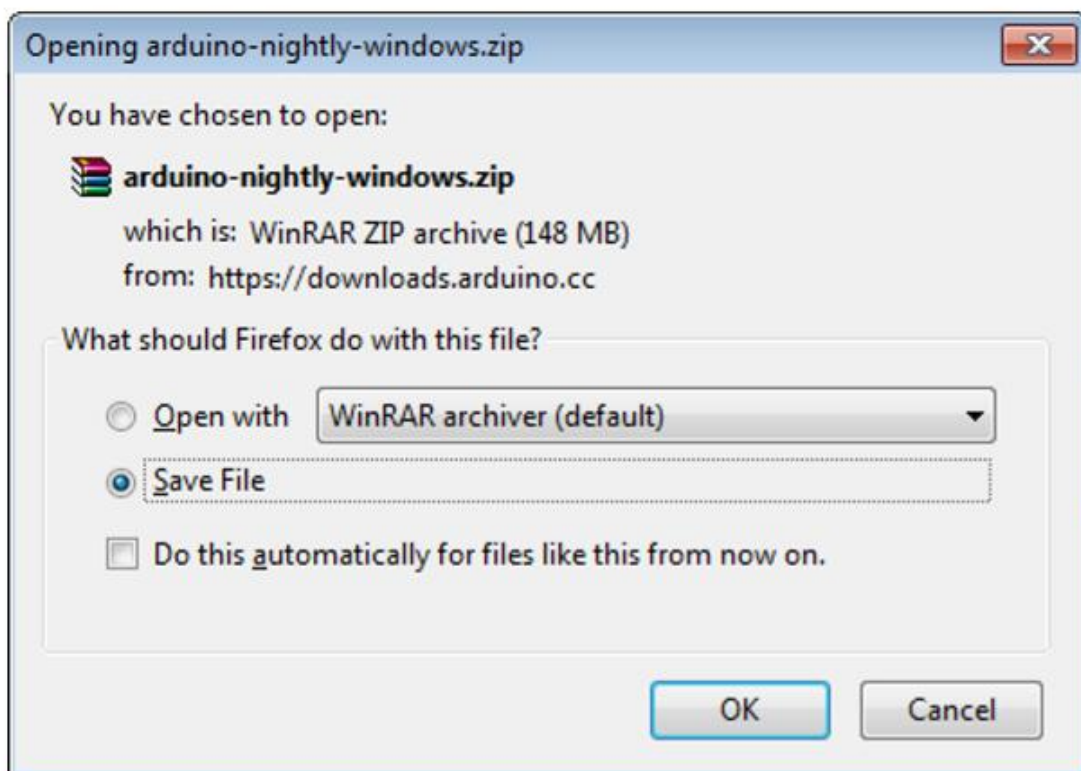 Opening arduino-nightly-windows.zip
You have chosen to open:
arduino-nightly-windows.zip
which is: WinRAR ZIP archive (148 MB)
from: https://downloads.arduino.cc
What should Firefox do with this file?
Open with WinRAR archiver (default)
Save File
Do this automatically for files like this from now on.
OK Cancel